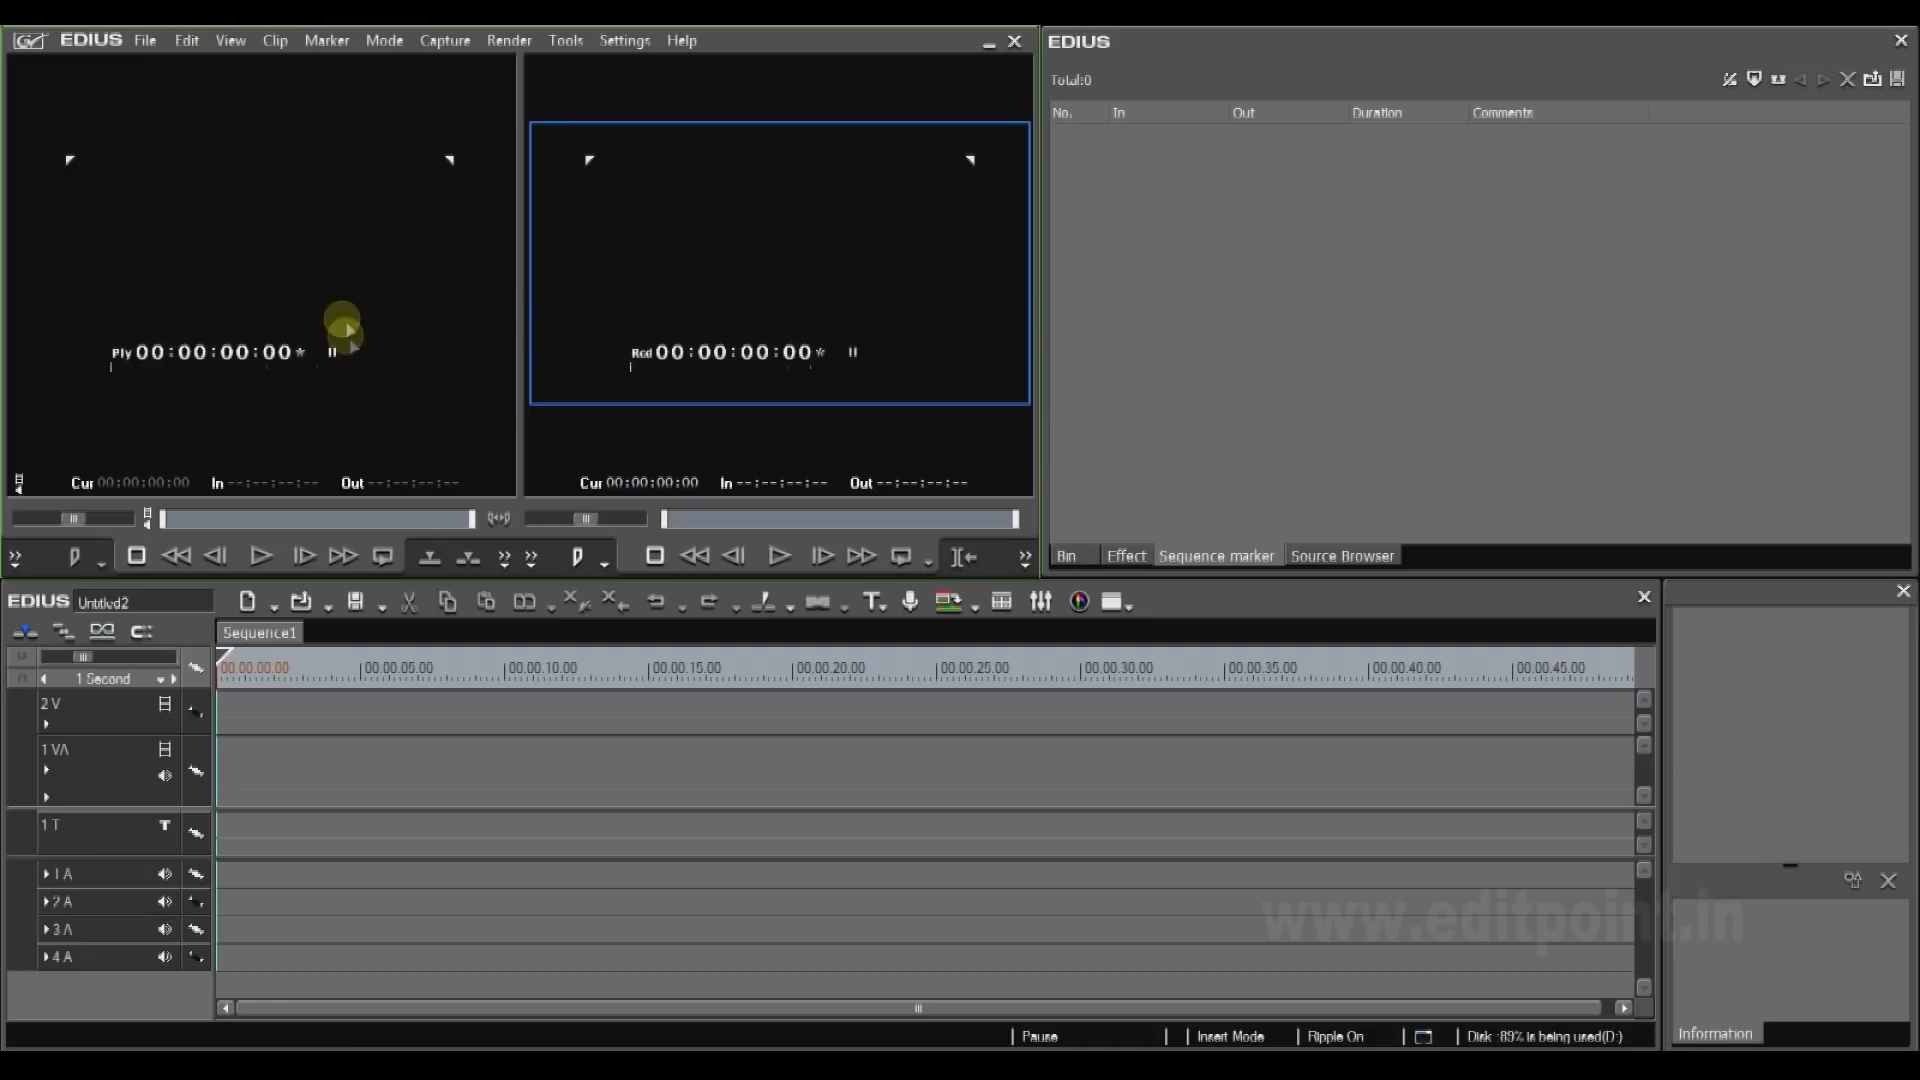 EDIUS File Edit View Clip Marker Mode Capture Render Tools Settings Help
EDIUS
Total:0
No. In Out Duration Comments
Ply 00:00:00:00*
Rcd 00:00:00:00*
Cur 00:00:00:00 In --:--:--:-- Out --:--:--:--
Cur 00:00:00:00 In --:--:--:-- Out --:--:--:--
Bin Effect Sequence marker Source Browser
EDIUS Untitled2
Sequence1
1 Second
00.00.00.00 00.00.05.00 00.00.10.00 00.00.15.00 00.00.20.00 00.00.25.00 00.00.30.00 00.00.35.00 00.00.40.00 00.00.45.00
2 V
1 VA
1 T
1 A
2 A
3 A
4 A
www.editpoint.in
Pause Insert Mode Ripple On Disk :89% is being used(D:)
Information